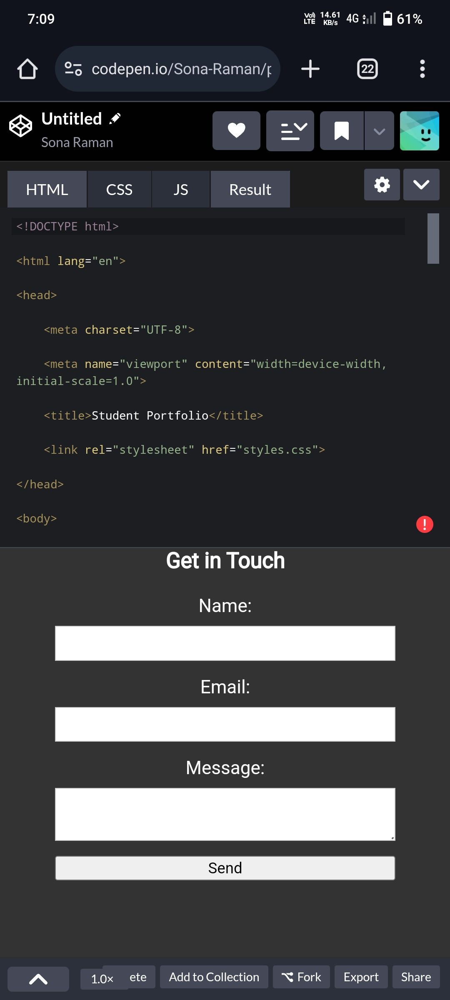 7:09
Vo)) LTE 14.61 KB/s 4G 61%
codepen.io/Sona-Raman/p
22
Untitled
Sona Raman
HTML CSS JS Result
<!DOCTYPE html>
<html lang="en">
<head>
<meta charset="UTF-8">
<meta name="viewport" content="width=device-width,
initial-scale=1.0">
<title>Student Portfolio</title>
<link rel="stylesheet" href="styles.css">
</head>
<body>
!
Get in Touch
Name:
Email:
Message:
Send
1.0× ete Add to Collection Fork Export Share